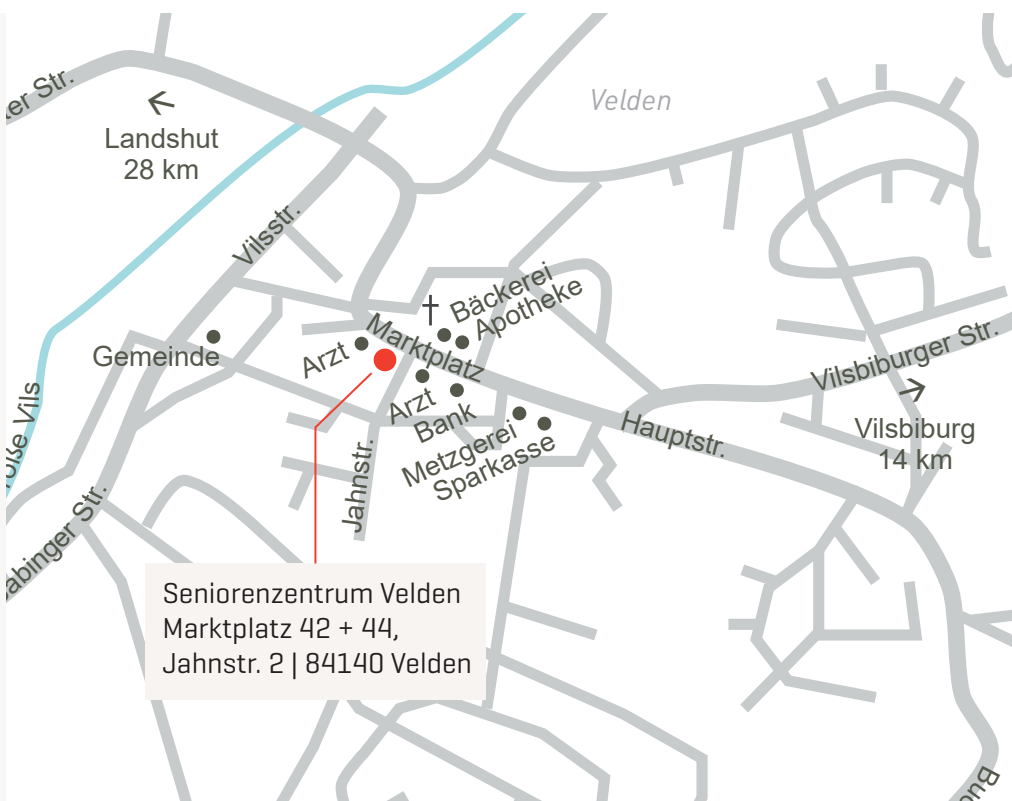 Velden
Landshut
28 km
Vilsstr.
Bäckerei
Apotheke
Marktplatz
Gemeinde
Arzt
Arzt
Bank
Metzgerei
Sparkasse
Hauptstr.
Vilsbiburger Str.
Vilsbiburg
14 km
Jahnstr.
Seniorenzentrum Velden
Marktplatz 42 + 44,
Jahnstr. 2 | 84140 Velden
er Str.
oße Vils
abinger Str.